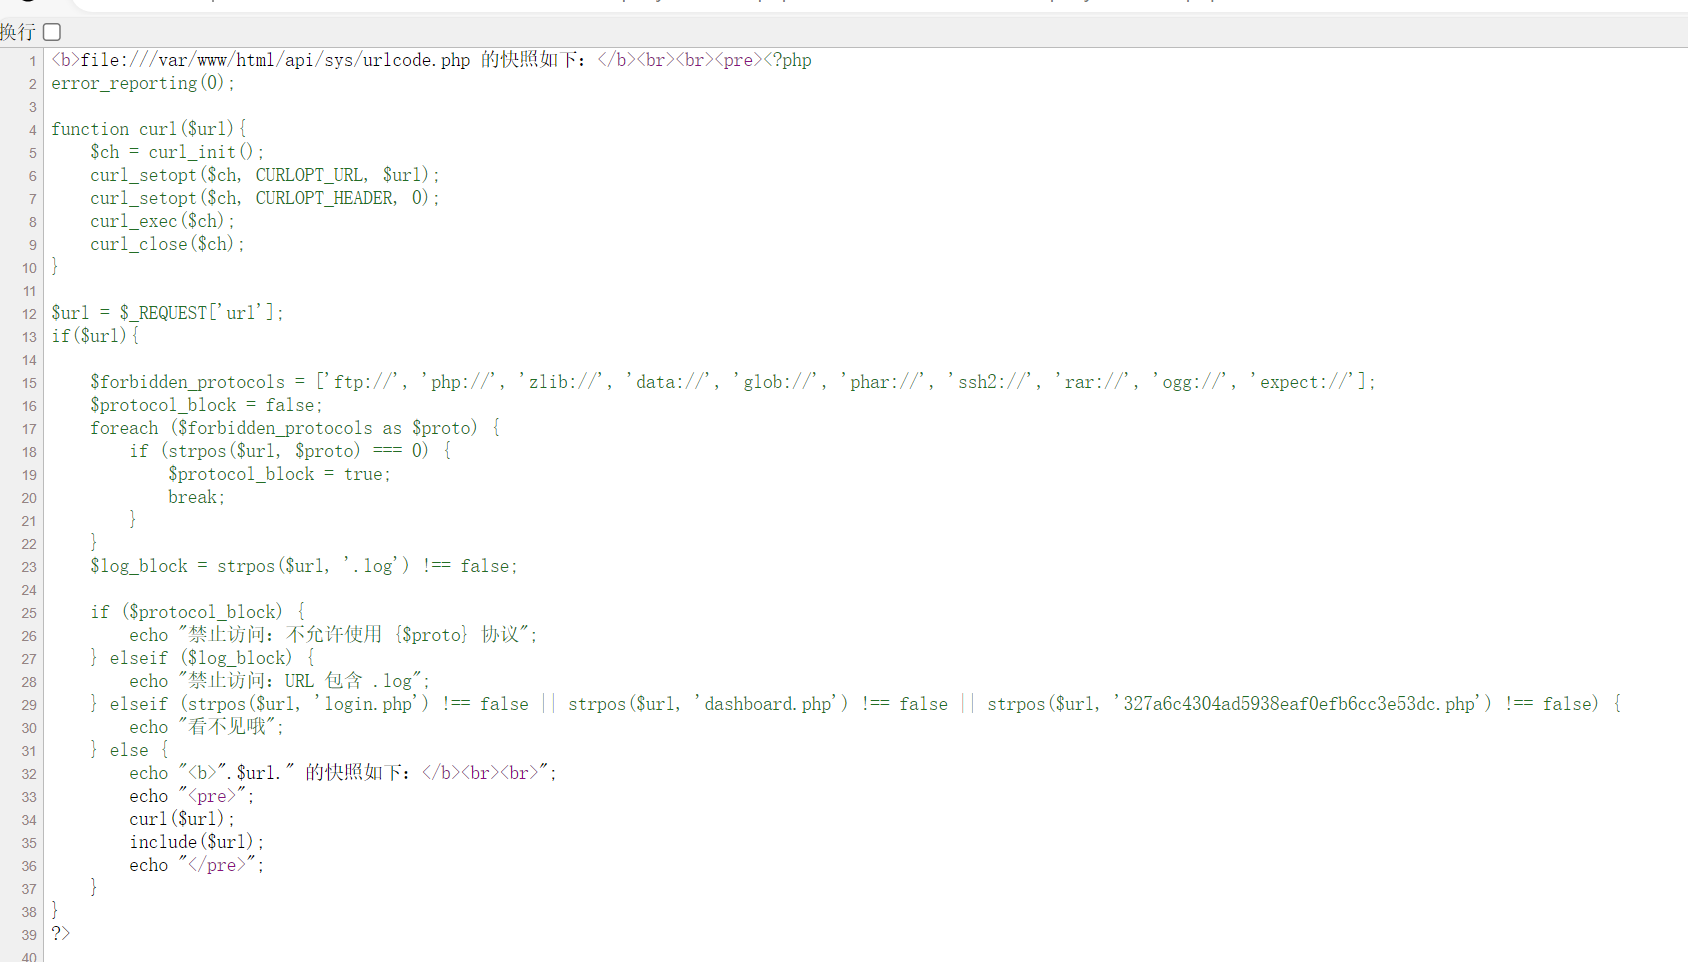 换行
1 <b>file:///var/www/html/api/sys/urlcode.php 的快照如下：</b><br><br><pre><?php
2 error_reporting(0);
3
4 function curl($url){
5     $ch = curl_init();
6     curl_setopt($ch, CURLOPT_URL, $url);
7     curl_setopt($ch, CURLOPT_HEADER, 0);
8     curl_exec($ch);
9     curl_close($ch);
10 }
11
12 $url = $_REQUEST['url'];
13 if($url){
14
15     $forbidden_protocols = ['ftp://', 'php://', 'zlib://', 'data://', 'glob://', 'phar://', 'ssh2://', 'rar://', 'ogg://', 'expect://'];
16     $protocol_block = false;
17     foreach ($forbidden_protocols as $proto) {
18         if (strpos($url, $proto) === 0) {
19             $protocol_block = true;
20             break;
21         }
22     }
23     $log_block = strpos($url, '.log') !== false;
24
25     if ($protocol_block) {
26         echo "禁止访问：不允许使用 {$proto} 协议";
27     } elseif ($log_block) {
28         echo "禁止访问：URL 包含 .log";
29     } elseif (strpos($url, 'login.php') !== false || strpos($url, 'dashboard.php') !== false || strpos($url, '327a6c4304ad5938eaf0efb6cc3e53dc.php') !== false) {
30         echo "看不见哦";
31     } else {
32         echo "<b>".$url." 的快照如下：</b><br><br>";
33         echo "<pre>";
34         curl($url);
35         include($url);
36         echo "</pre>";
37     }
38 }
39 ?>
40